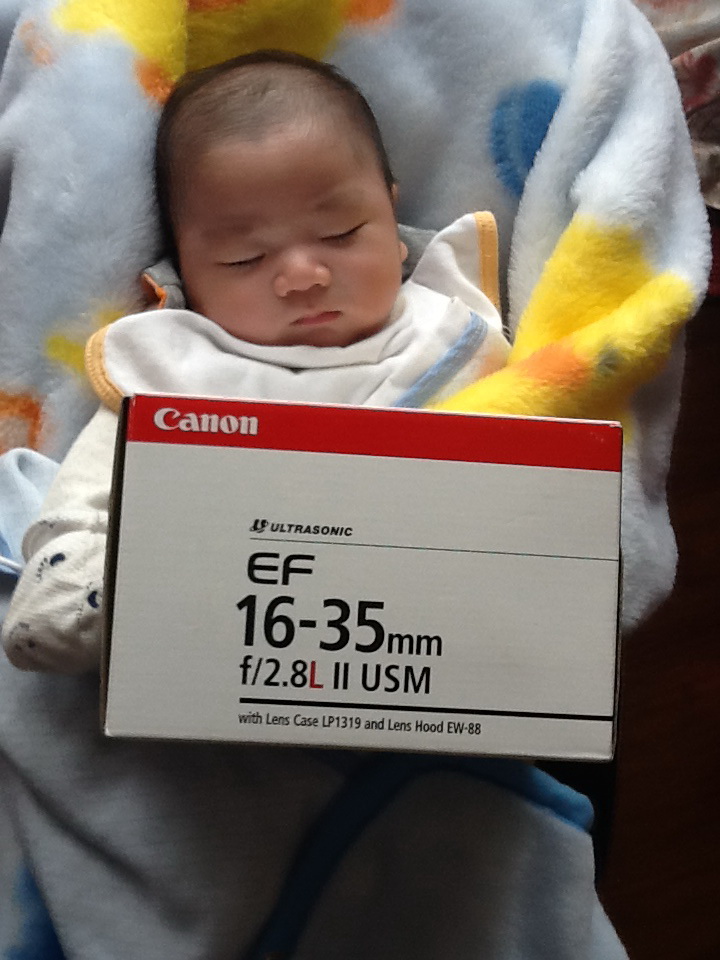 Canon
ULTRASONIC
EF
16-35mm
f/2.8L II USM
with Lens Case LP1319 and Lens Hood EW-88